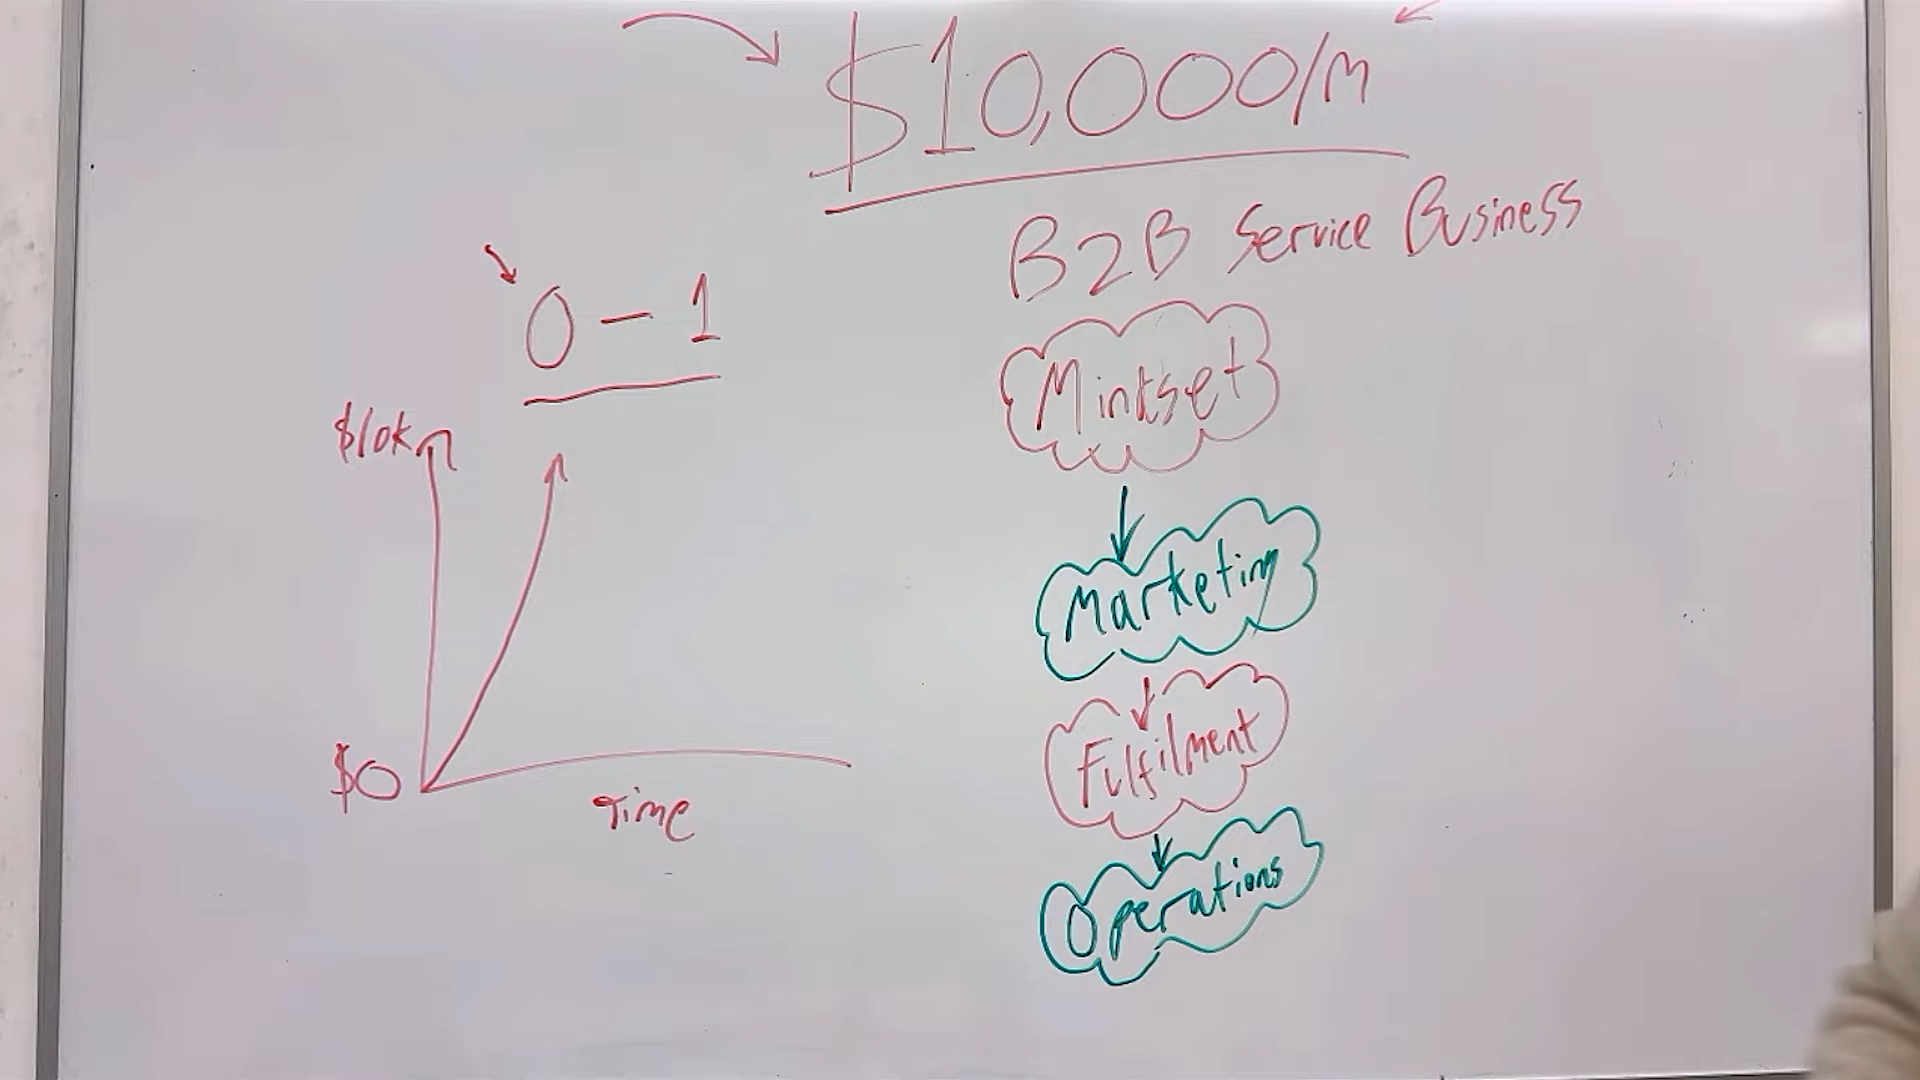 $10,000/m
B2B Service Business
0 - 1
$10k
$0
Time
Mindset
Marketing
Fulfilment
Operations